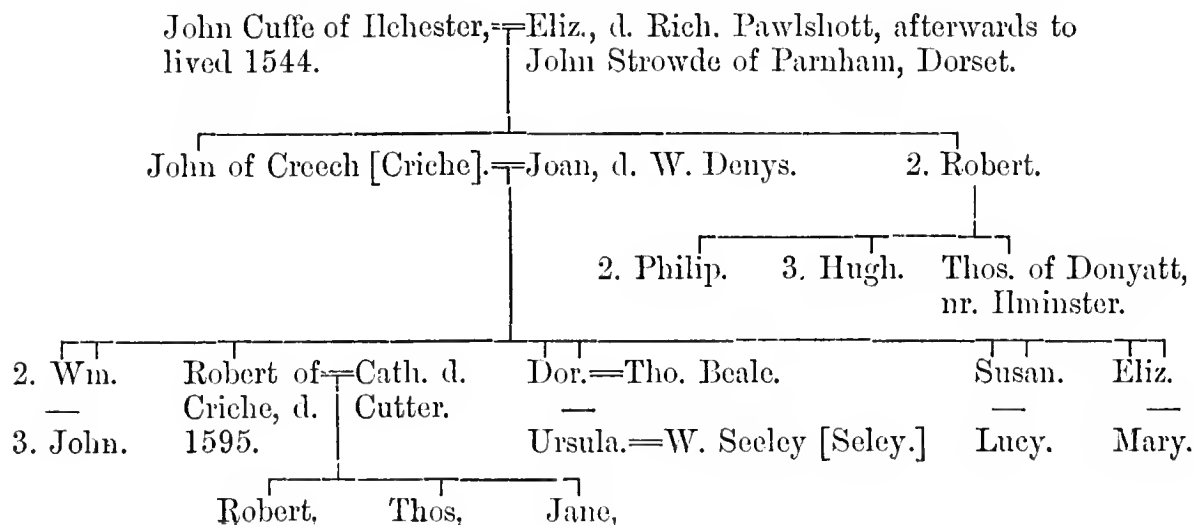 John Cuffe of Ilchester,=Eliz., d. Rich. Pawlshott, afterwards to
lived 1544. John Strowde of Parnham, Dorset.
John of Creech [Criche].=Joan, d. W. Denys. 2. Robert.
2. Philip. 3. Hugh. Thos. of Donyatt,
nr. Ilminster.
2. Wm. Robert of=Cath. d. Dor.=Tho. Beale. Susan. Eliz.
— Criche, d. Cutter. — — —
3. John. 1595. Ursula.=W. Seeley [Seley.] Lucy. Mary.
Robert, Thos, Jane,